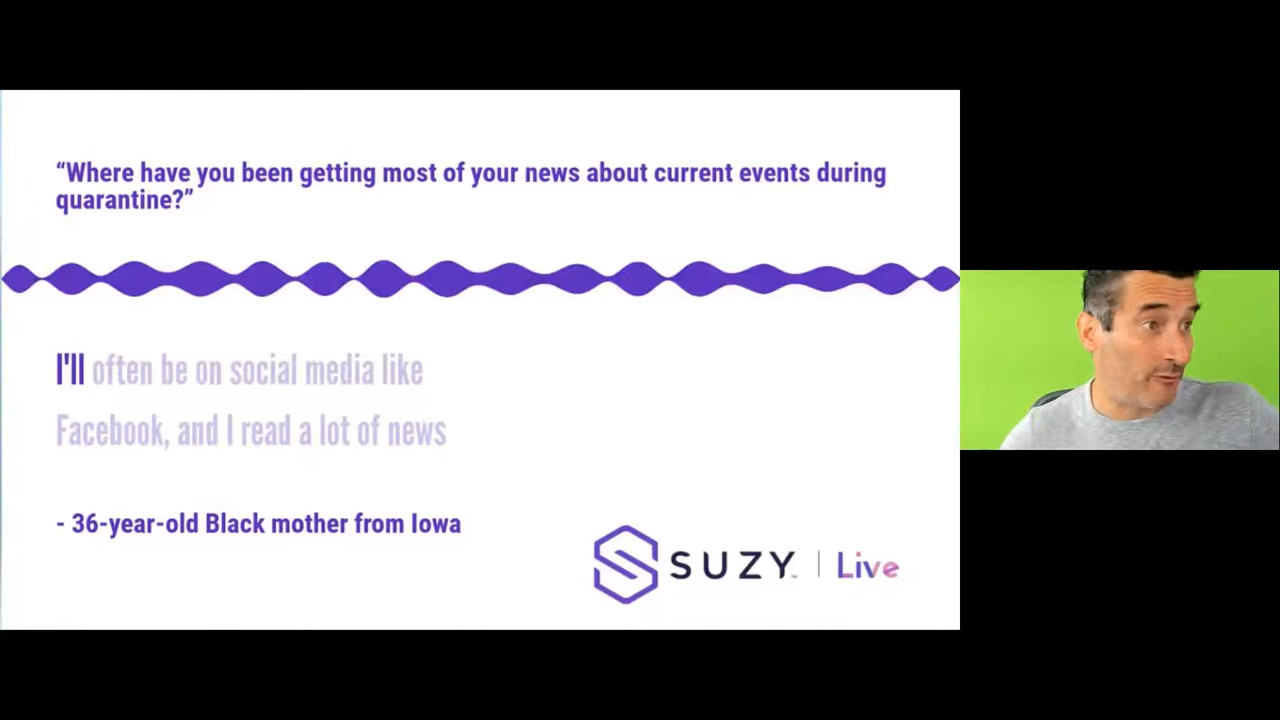 “Where have you been getting most of your news about current events during
quarantine?”
I'll often be on social media like
Facebook, and I read a lot of news
- 36-year-old Black mother from Iowa
SUZY™ | Live